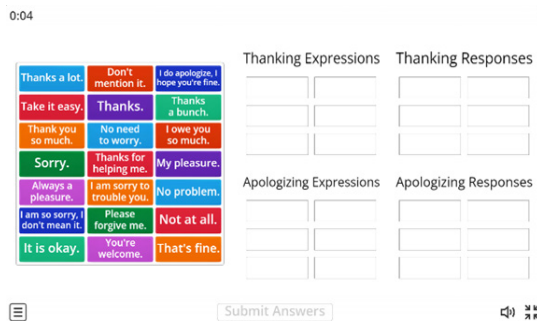 0:04
Thanking Expressions
Thanking Responses
Thanks a lot.
Don't
mention it.
I do apologize, I
hope you're fine.
Take it easy.
Thanks.
Thanks
a bunch.
Thank you
so much.
No need
to worry.
I owe you
so much.
Sorry.
Thanks for
helping me.
My pleasure.
Apologizing Expressions
Apologizing Responses
Always a
pleasure.
I am sorry to
trouble you.
No problem.
I am so sorry, I
don't mean it.
Please
forgive me.
Not at all.
It is okay.
You're
welcome.
That's fine.
Submit Answers